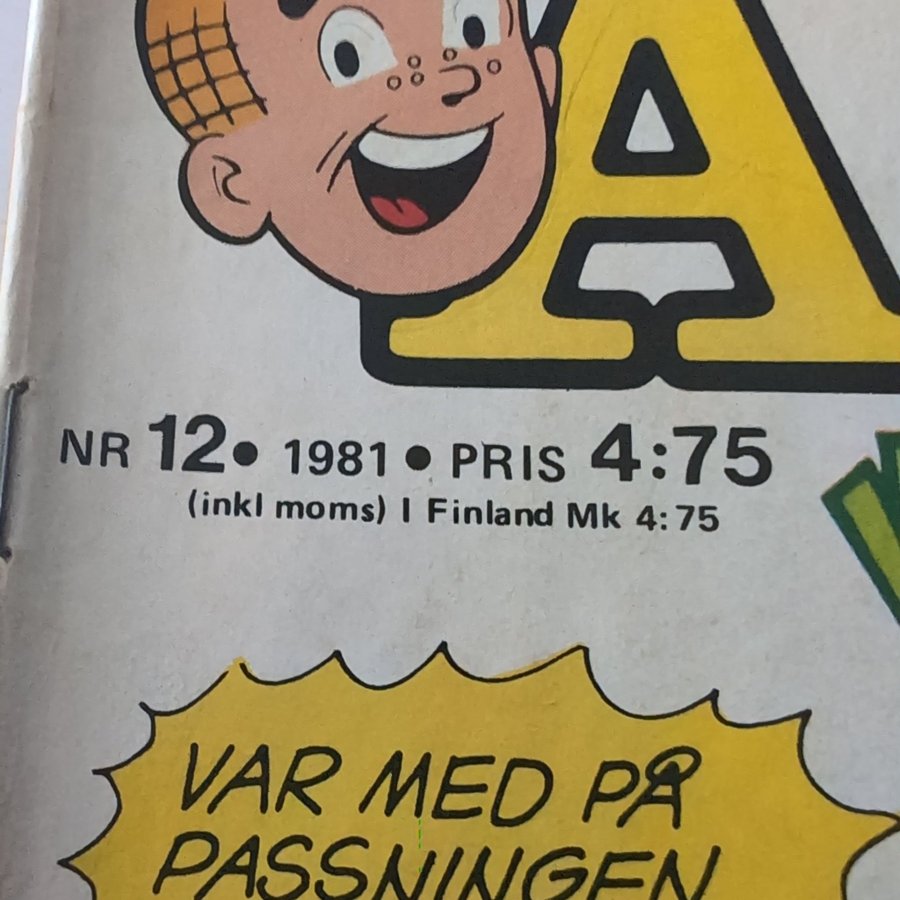 A
NR 12 • 1981 • PRIS 4:75
(inkl moms) I Finland Mk 4:75
VAR MED PÅ
PASSNINGEN